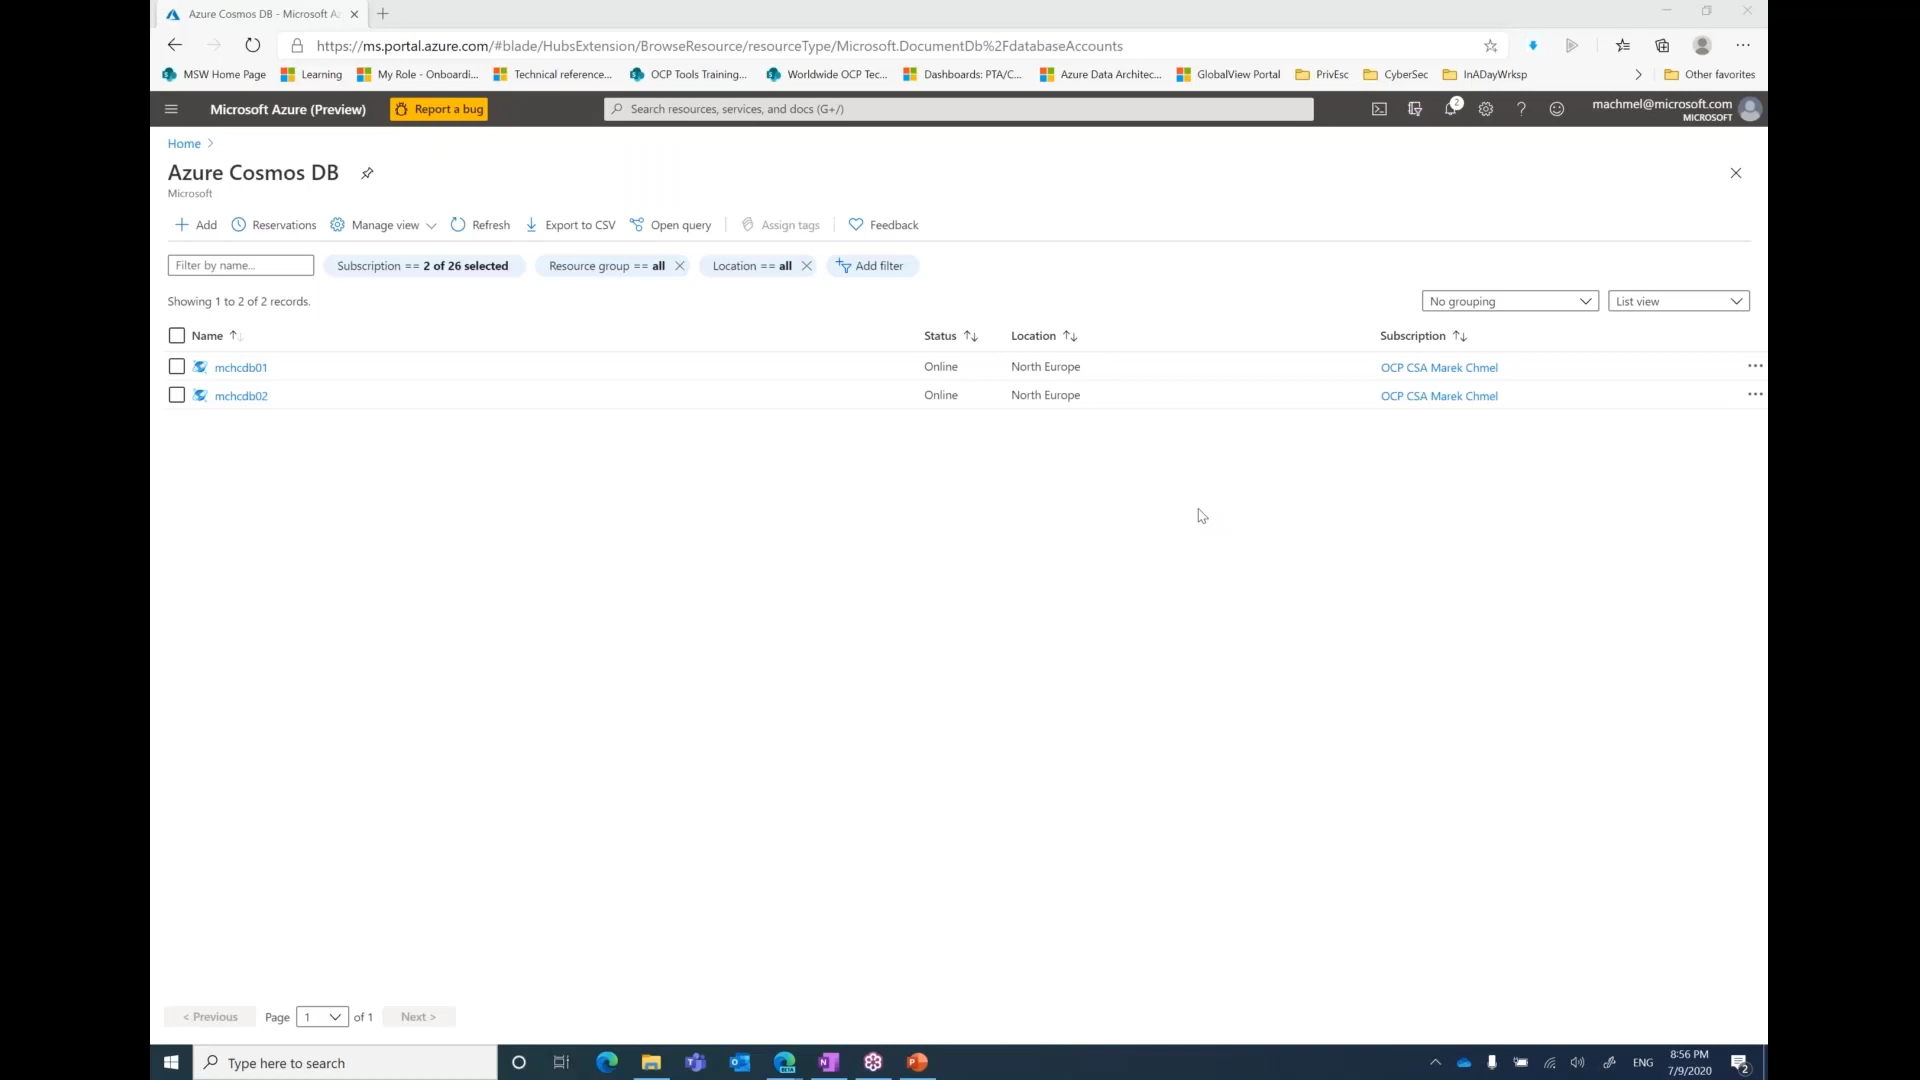 Azure Cosmos DB - Microsoft Az
https://ms.portal.azure.com/#blade/HubsExtension/BrowseResource/resourceType/Microsoft.DocumentDb%2FdatabaseAccounts
MSW Home Page Learning My Role - Onboardi... Technical reference... OCP Tools Training... Worldwide OCP Tec... Dashboards: PTA/C... Azure Data Architec... GlobalView Portal PrivEsc CyberSec InADayWrksp Other favorites
Microsoft Azure (Preview) Report a bug Search resources, services, and docs (G+/) 2 machmel@microsoft.com
MICROSOFT
Home >
Azure Cosmos DB
Microsoft
Add Reservations Manage view Refresh Export to CSV Open query Assign tags Feedback
Filter by name... Subscription == 2 of 26 selected Resource group == all Location == all Add filter
Showing 1 to 2 of 2 records. No grouping List view
Name Status Location Subscription
mchcdb01 Online North Europe OCP CSA Marek Chmel
mchcdb02 Online North Europe OCP CSA Marek Chmel
< Previous Page 1 of 1 Next >
Type here to search BETA ENG 8:56 PM
7/9/2020 2